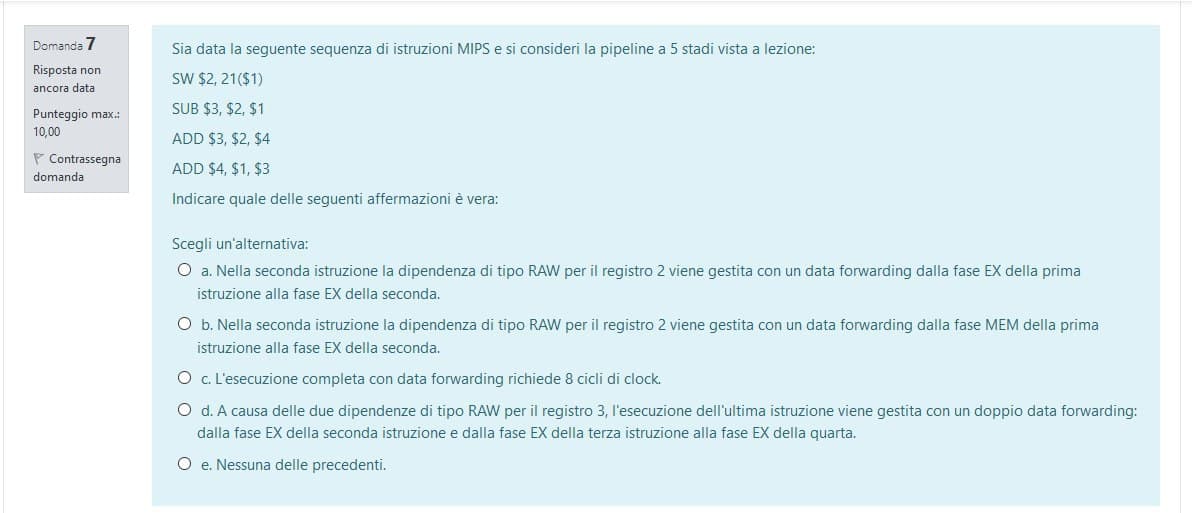 Domanda 7
Risposta non
ancora data
Punteggio max.:
10,00
Contrassegna
domanda
Sia data la seguente sequenza di istruzioni MIPS e si consideri la pipeline a 5 stadi vista a lezione:
SW $2, 21($1)
SUB $3, $2, $1
ADD $3, $2, $4
ADD $4, $1, $3
Indicare quale delle seguenti affermazioni è vera:
Scegli un'alternativa:
a. Nella seconda istruzione la dipendenza di tipo RAW per il registro 2 viene gestita con un data forwarding dalla fase EX della prima
istruzione alla fase EX della seconda.
b. Nella seconda istruzione la dipendenza di tipo RAW per il registro 2 viene gestita con un data forwarding dalla fase MEM della prima
istruzione alla fase EX della seconda.
c. L'esecuzione completa con data forwarding richiede 8 cicli di clock.
d. A causa delle due dipendenze di tipo RAW per il registro 3, l'esecuzione dell'ultima istruzione viene gestita con un doppio data forwarding:
dalla fase EX della seconda istruzione e dalla fase EX della terza istruzione alla fase EX della quarta.
e. Nessuna delle precedenti.